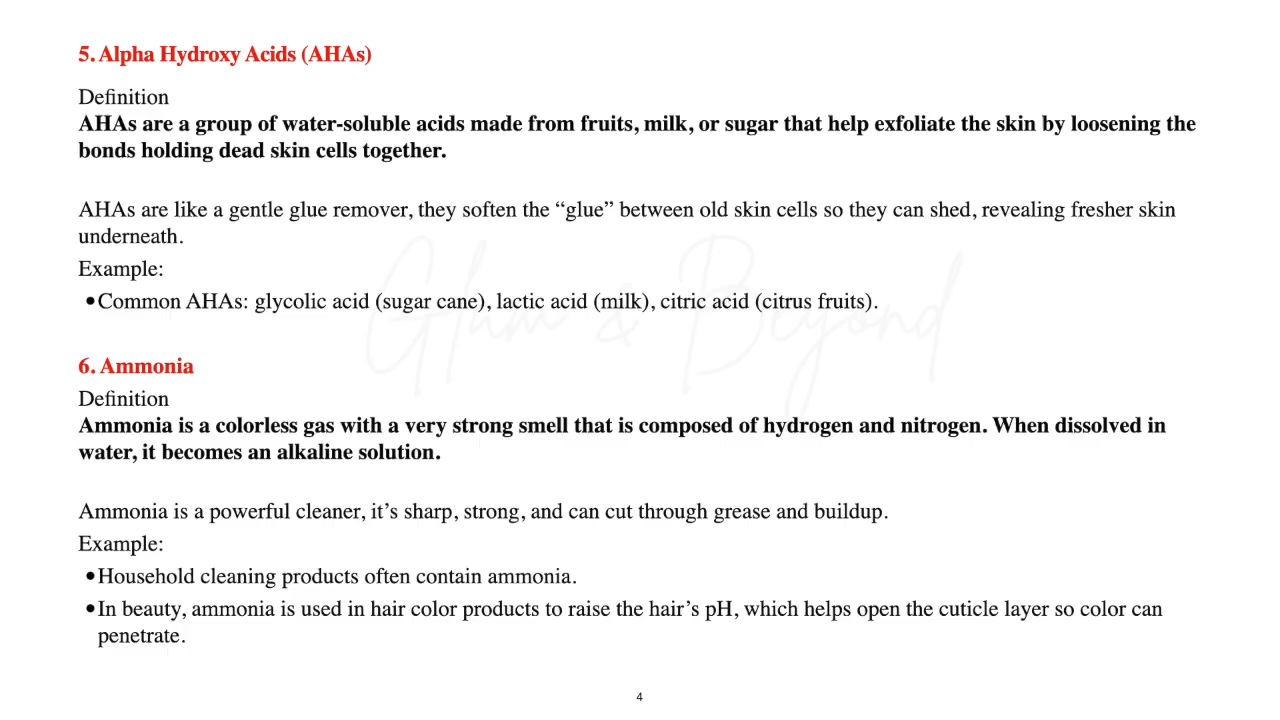 5. Alpha Hydroxy Acids (AHAs)
Definition
AHAs are a group of water-soluble acids made from fruits, milk, or sugar that help exfoliate the skin by loosening the
bonds holding dead skin cells together.
AHAs are like a gentle glue remover, they soften the “glue” between old skin cells so they can shed, revealing fresher skin
underneath.
Example:
•Common AHAs: glycolic acid (sugar cane), lactic acid (milk), citric acid (citrus fruits).
Glam & Beyond
6. Ammonia
Definition
Ammonia is a colorless gas with a very strong smell that is composed of hydrogen and nitrogen. When dissolved in
water, it becomes an alkaline solution.
Ammonia is a powerful cleaner, it’s sharp, strong, and can cut through grease and buildup.
Example:
•Household cleaning products often contain ammonia.
•In beauty, ammonia is used in hair color products to raise the hair’s pH, which helps open the cuticle layer so color can
penetrate.
4